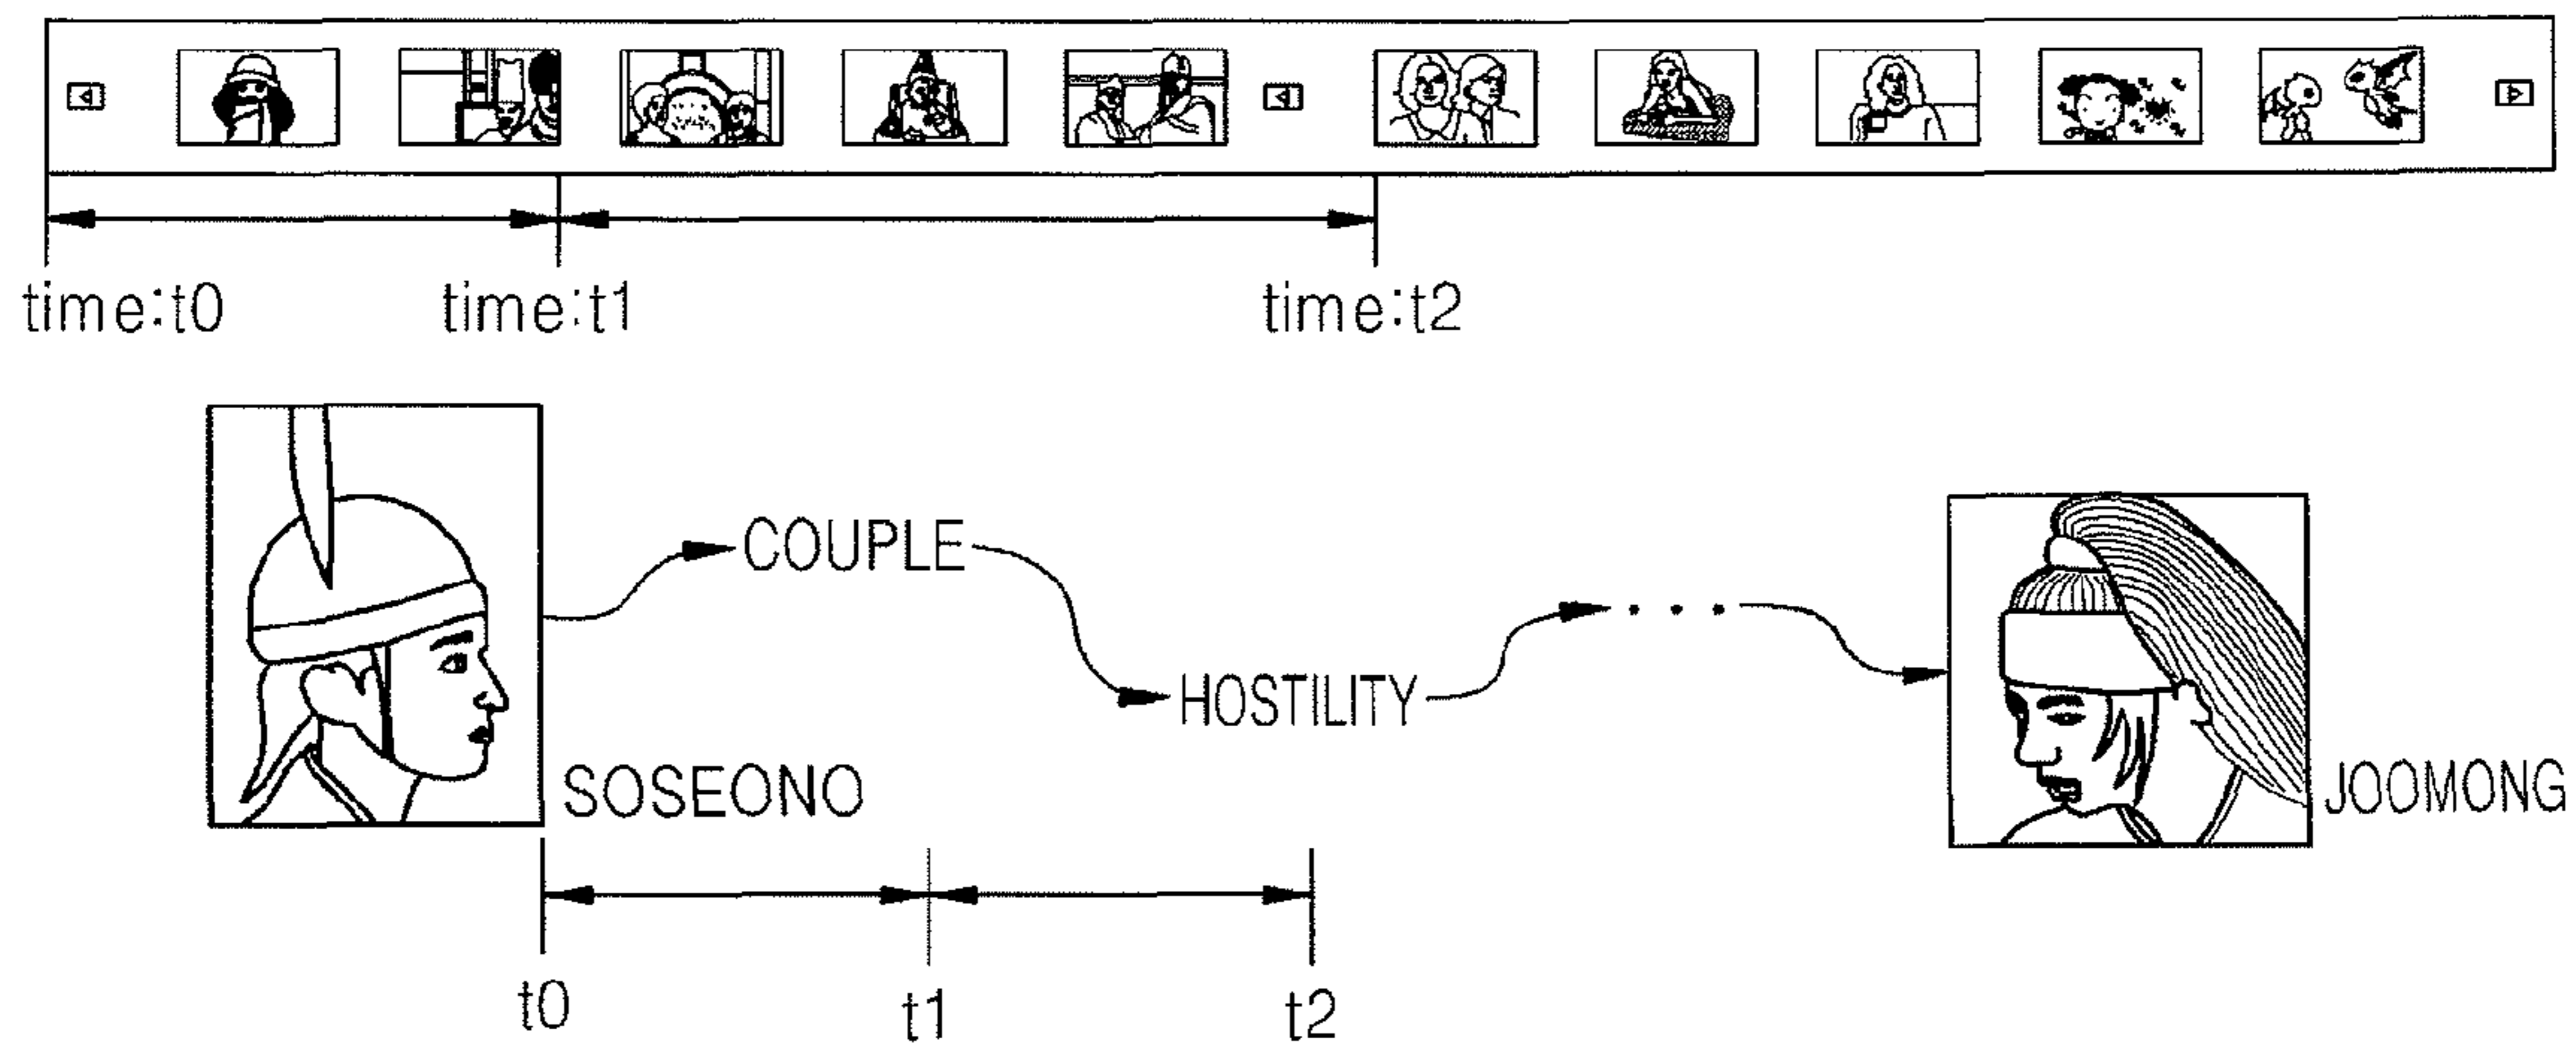 time:t0 time:t1 time:t2
COUPLE
HOSTILITY
SOSEONO
JOOMONG
t0 t1 t2